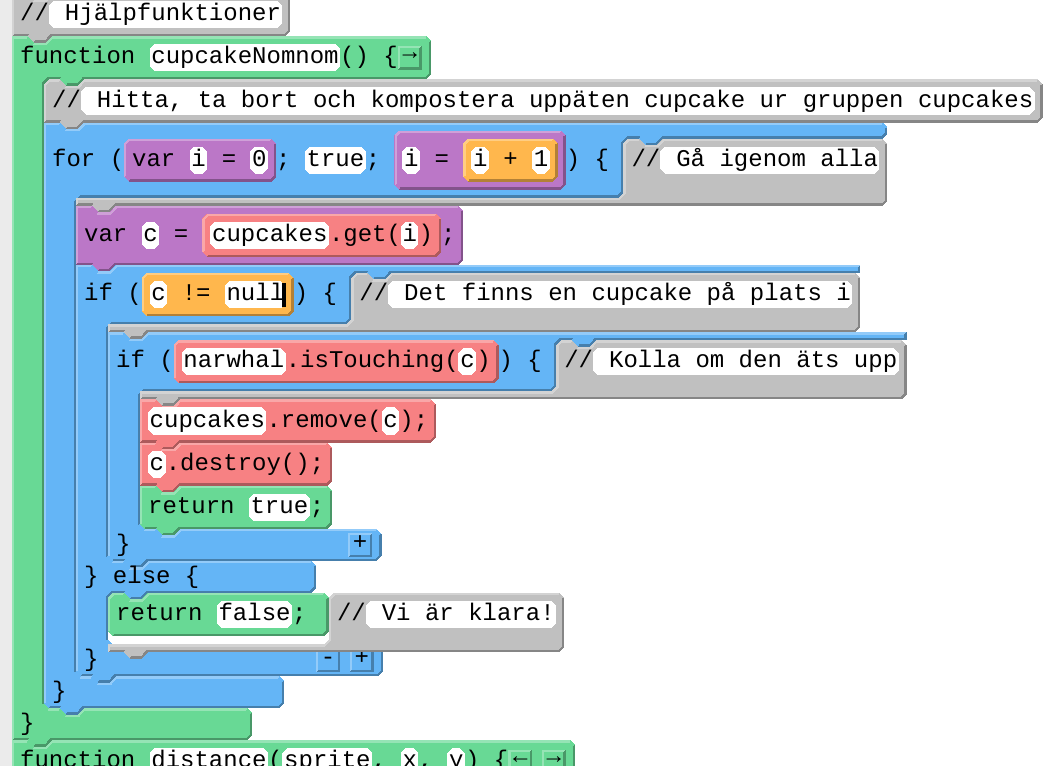 // Hjälpfunktioner
function cupcakeNomnom() {→
// Hitta, ta bort och kompostera uppäten cupcake ur gruppen cupcakes
for (var i = 0; true; i = i + 1) { // Gå igenom alla
var c = cupcakes.get(i);
if (c != null) { // Det finns en cupcake på plats i
if (narwhal.isTouching(c)) { // Kolla om den äts upp
cupcakes.remove(c);
c.destroy();
return true;
} +
} else {
return false; // Vi är klara!
} - +
}
}
function distance(sprite, x, y) {← →